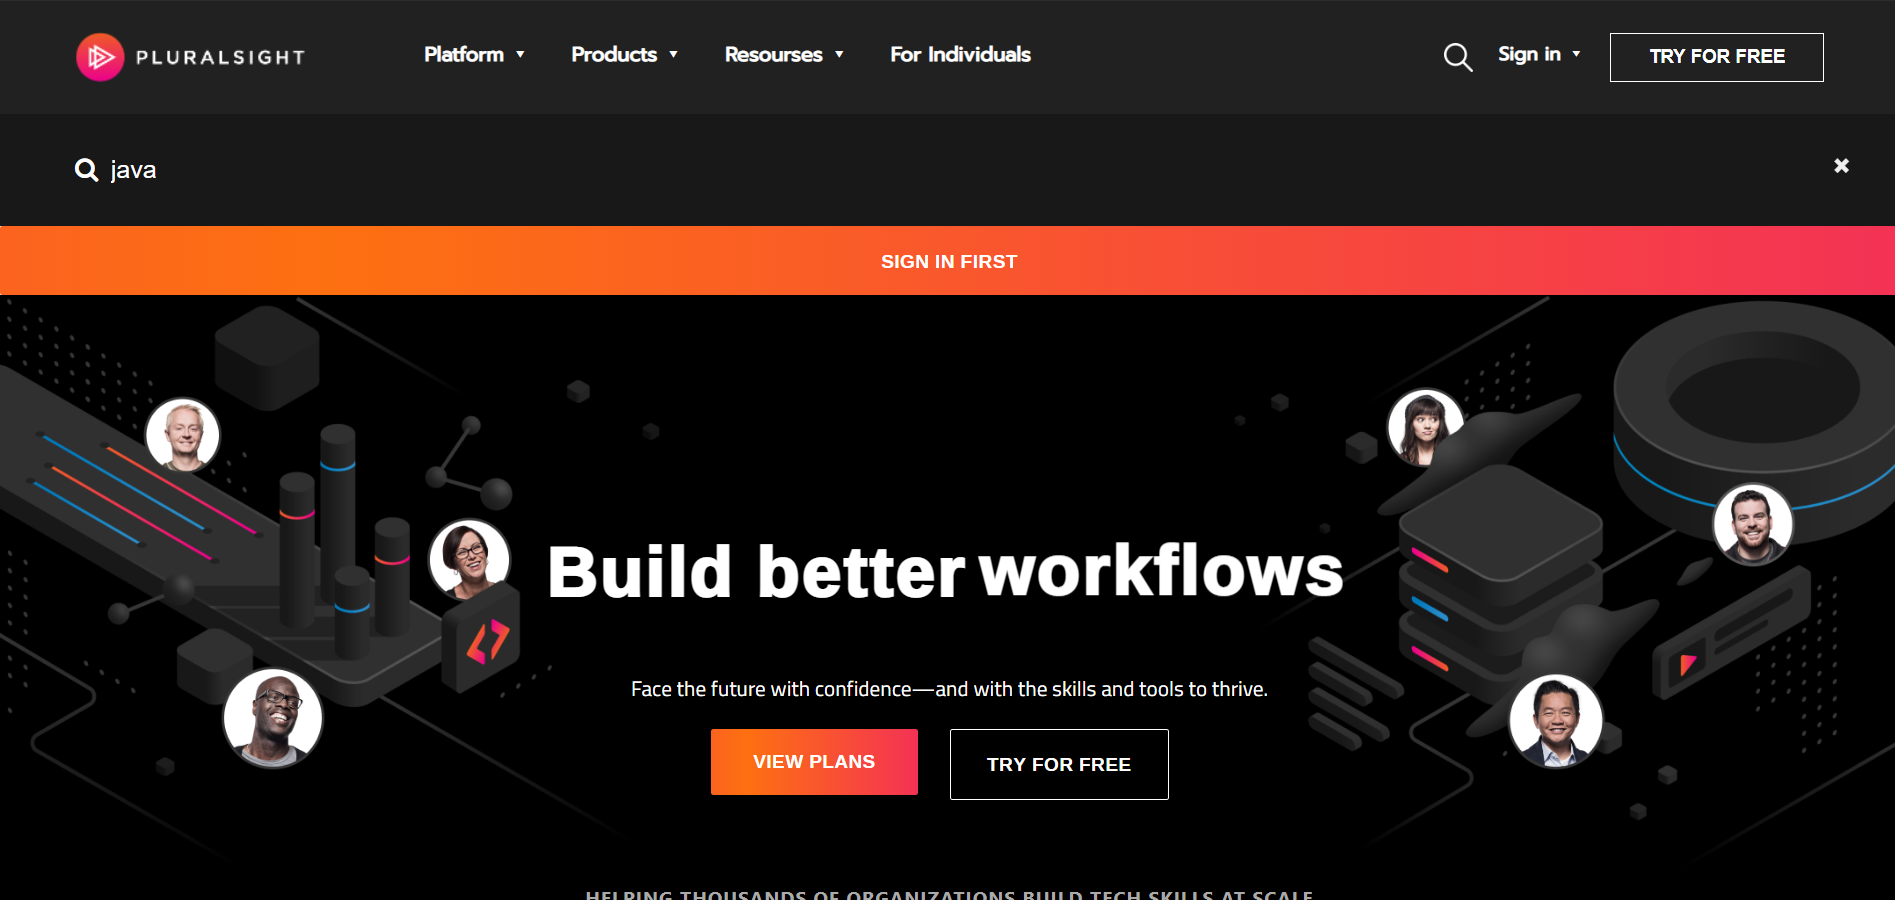 PLURALSIGHT
Platform
Products
Resourses
For Individuals
Sign in
TRY FOR FREE
java
SIGN IN FIRST
Build better workflows
Face the future with confidence—and with the skills and tools to thrive.
VIEW PLANS
TRY FOR FREE
HELPING THOUSANDS OF ORGANIZATIONS BUILD TECH SKILLS AT SCALE